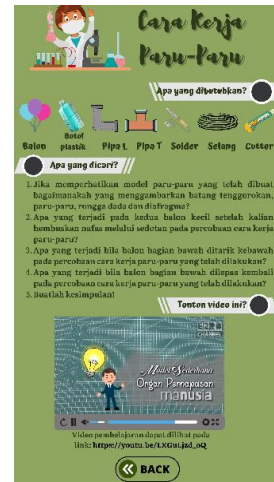 Cara Kerja
Paru-Paru
Apa yang dibutuhkan?
Balon
Botol
plastik
Pipa L
Pipa T
Solder
Selang
Cutter
Apa yang dicari?
1. Jika memperhatikan model paru-paru yang telah dibuat
bagaimanakah yang menggambarkan batang tenggorokan,
paru-paru, rongga dada dan diafragma?
2. Apa yang terjadi pada kedua balon kecil setelah kalian
hembuskan nafas melalui sedotan pada percobaan cara kerja
paru-paru?
3. Apa yang terjadi bila balon bagian bawah ditarik kebawah
pada percobaan cara kerja paru-paru yang telah dilakukan?
4. Apa yang terjadi bila balon bagian bawah dilepas kembali
pada percobaan cara kerja paru-paru yang telah dilakukan?
5. Buatlah kesimpulan!
Tonton video ini?
CHANNEL
Model Sederhana
Organ Pernapasan
manusia
Video pembelajaran dapat dilihat pada
link: https://youtu.be/LXGuLjzd_oQ
BACK